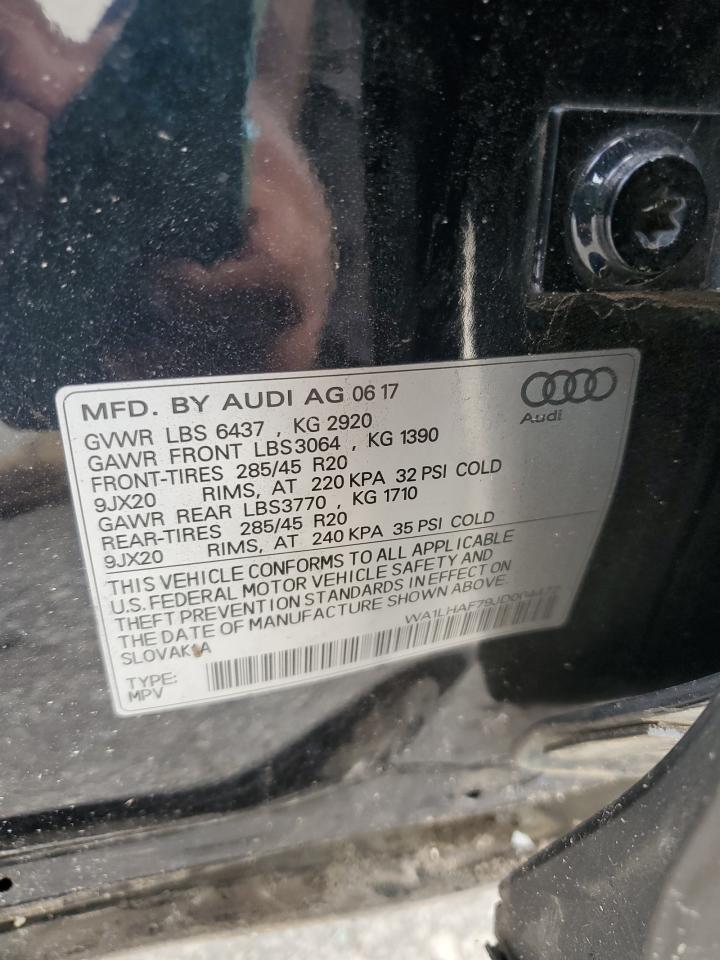 MFD. BY AUDI AG 06 17
Audi
GVWR LBS 6437 , KG 2920
GAWR FRONT LBS3064 , KG 1390
FRONT-TIRES 285/45 R20
9JX20 RIMS, AT 220 KPA 32 PSI COLD
GAWR REAR LBS3770 , KG 1710
REAR-TIRES 285/45 R20
9JX20 RIMS, AT 240 KPA 35 PSI COLD
THIS VEHICLE CONFORMS TO ALL APPLICABLE
U.S. FEDERAL MOTOR VEHICLE SAFETY AND
THEFT PREVENTION STANDARDS IN EFFECT ON
THE DATE OF MANUFACTURE SHOWN ABOVE.
SLOVAKIA
TYPE:
MPV